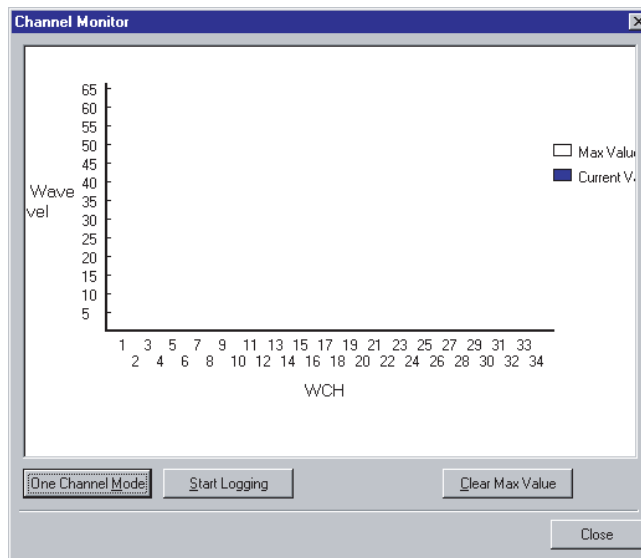 Channel Monitor
65
60
55
50
45
40
35
30
25
20
15
10
5
Wave
vel
Max Value
Current Va
1 3 5 7 9 11 13 15 17 19 21 23 25 27 29 31 33
2 4 6 8 10 12 14 16 18 20 22 24 26 28 30 32 34
WCH
One Channel Mode
Start Logging
Clear Max Value
Close